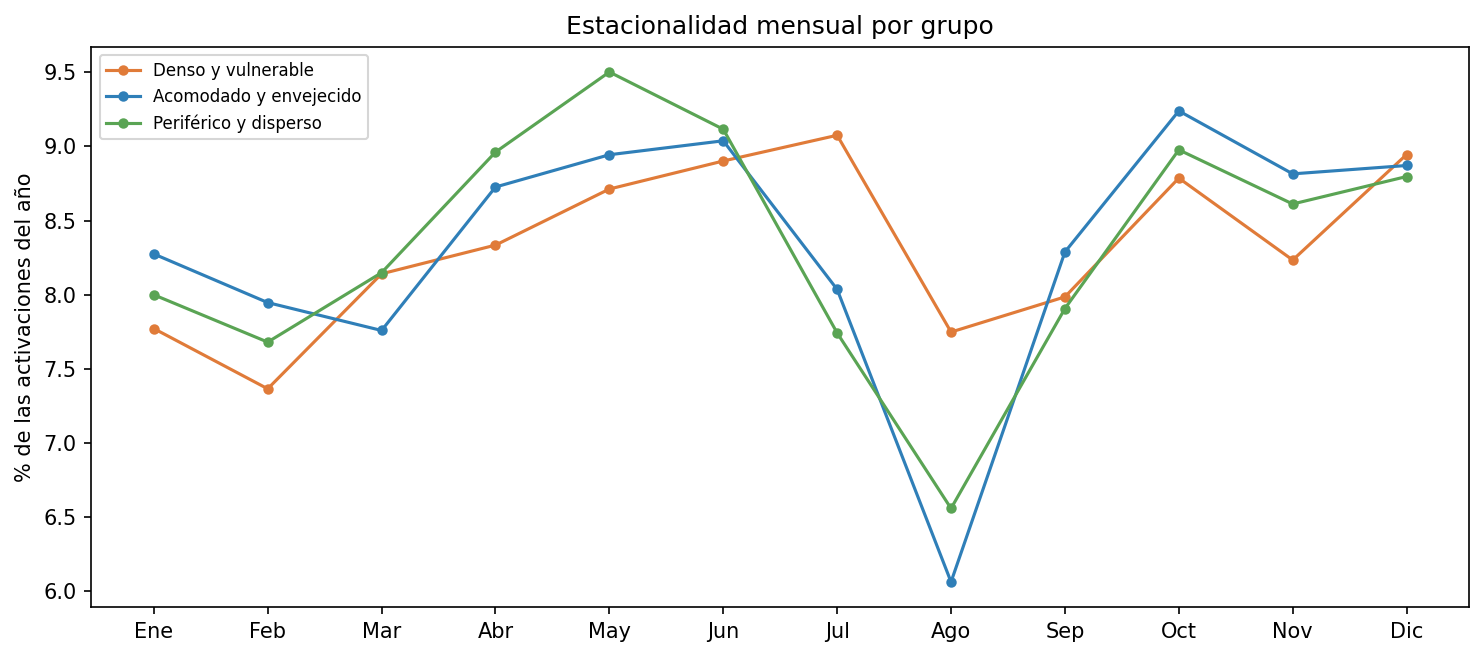 Estacionalidad mensual por grupo
Denso y vulnerable
Acomodado y envejecido
Periférico y disperso
% de las activaciones del año
9.5
9.0
8.5
8.0
7.5
7.0
6.5
6.0
Ene Feb Mar Abr May Jun Jul Ago Sep Oct Nov Dic